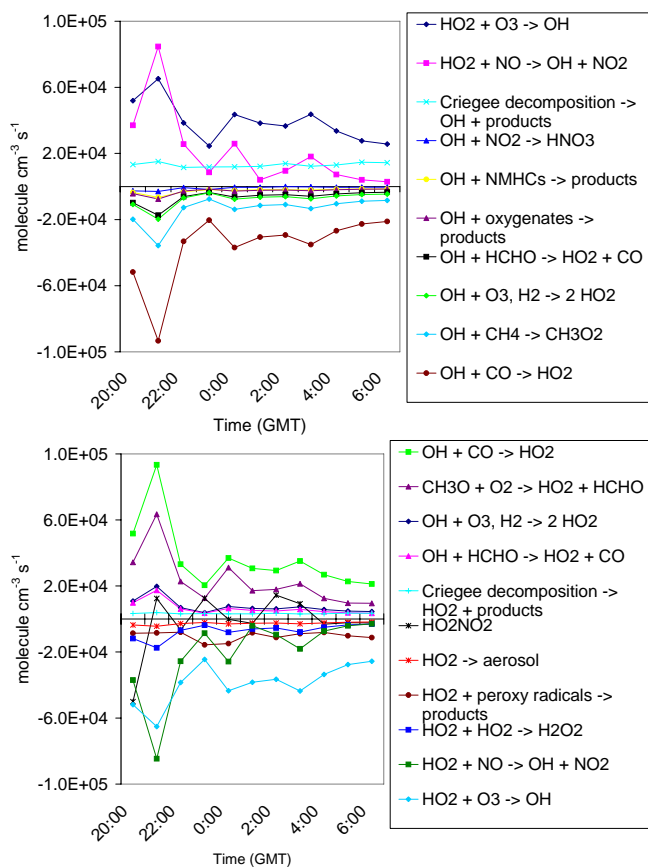 molecule cm⁻³ s⁻¹
1.0E+05
6.0E+04
2.0E+04
-2.0E+04
-6.0E+04
-1.0E+05
20:00
22:00
0:00
2:00
4:00
6:00
Time (GMT)
HO2 + O3 -> OH
HO2 + NO -> OH + NO2
Criegee decomposition ->
OH + products
OH + NO2 -> HNO3
OH + NMHCs -> products
OH + oxygenates ->
products
OH + HCHO -> HO2 + CO
OH + O3, H2 -> 2 HO2
OH + CH4 -> CH3O2
OH + CO -> HO2
molecule cm⁻³ s⁻¹
1.0E+05
6.0E+04
2.0E+04
-2.0E+04
-6.0E+04
-1.0E+05
20:00
22:00
0:00
2:00
4:00
6:00
Time (GMT)
OH + CO -> HO2
CH3O + O2 -> HO2 + HCHO
OH + O3, H2 -> 2 HO2
OH + HCHO -> HO2 + CO
Criegee decomposition ->
HO2 + products
HO2NO2
HO2 -> aerosol
HO2 + peroxy radicals ->
products
HO2 + HO2 -> H2O2
HO2 + NO -> OH + NO2
HO2 + O3 -> OH